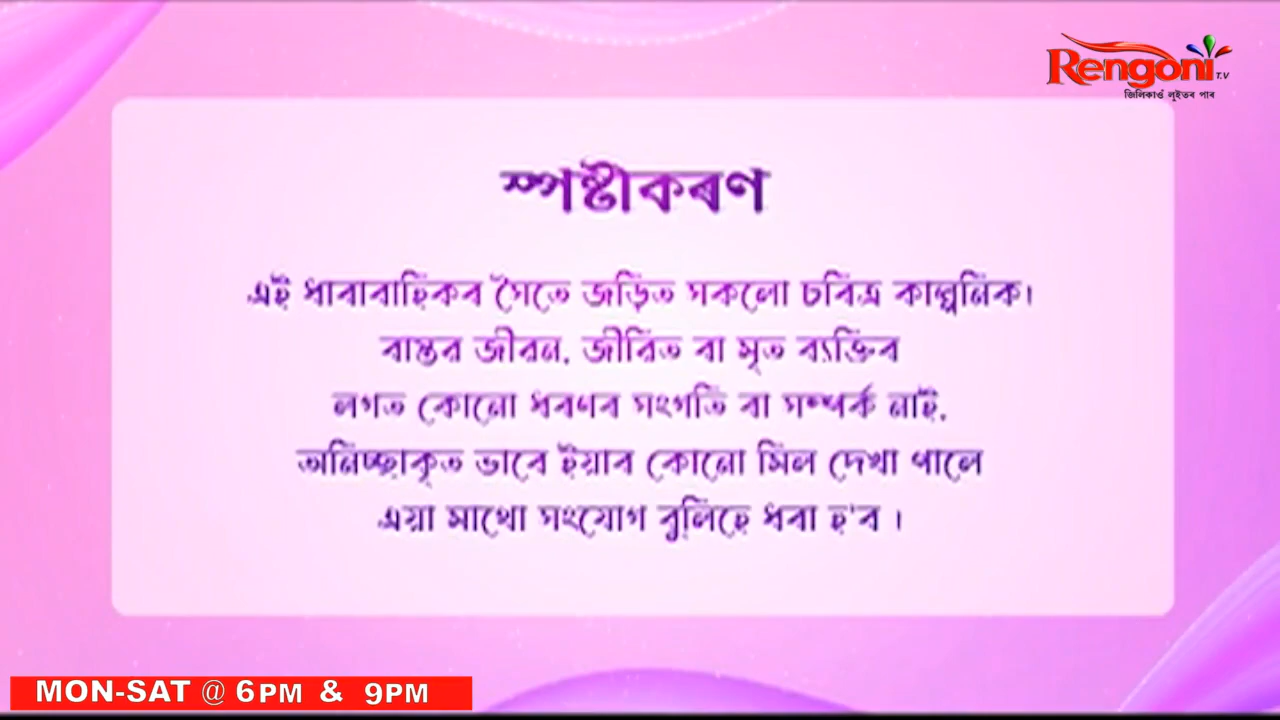 Rengoni T.V
জিলিকাওঁ লুইতৰ পাৰ
স্পষ্টীকৰণ
এই ধাৰাবাহিকৰ সৈতে জড়িত সকলো চৰিত্ৰ কাল্পনিক।
বাস্তৱ জীৱন, জীৱিত বা মৃত ব্যক্তিৰ
লগত কোনো ধৰণৰ সংগতি বা সম্পৰ্ক নাই,
অনিচ্ছাকৃত ভাবে ইয়াৰ কোনো মিল দেখা পালে
এয়া মাথো সংযোগ বুলিহে ধৰা হ'ব ।
MON-SAT @ 6PM & 9PM